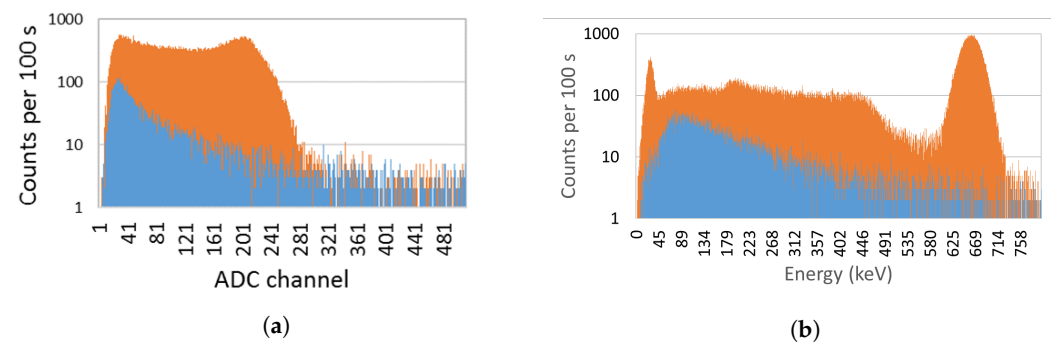 1000
100
10
1
Counts per 100 s
1 41 81 121 161 201 241 281 321 361 401 441 481
ADC channel
(a)
1000
100
10
1
Counts per 100 s
0 45 89 134 179 223 268 312 357 402 446 491 535 580 625 669 714 758
Energy (keV)
(b)